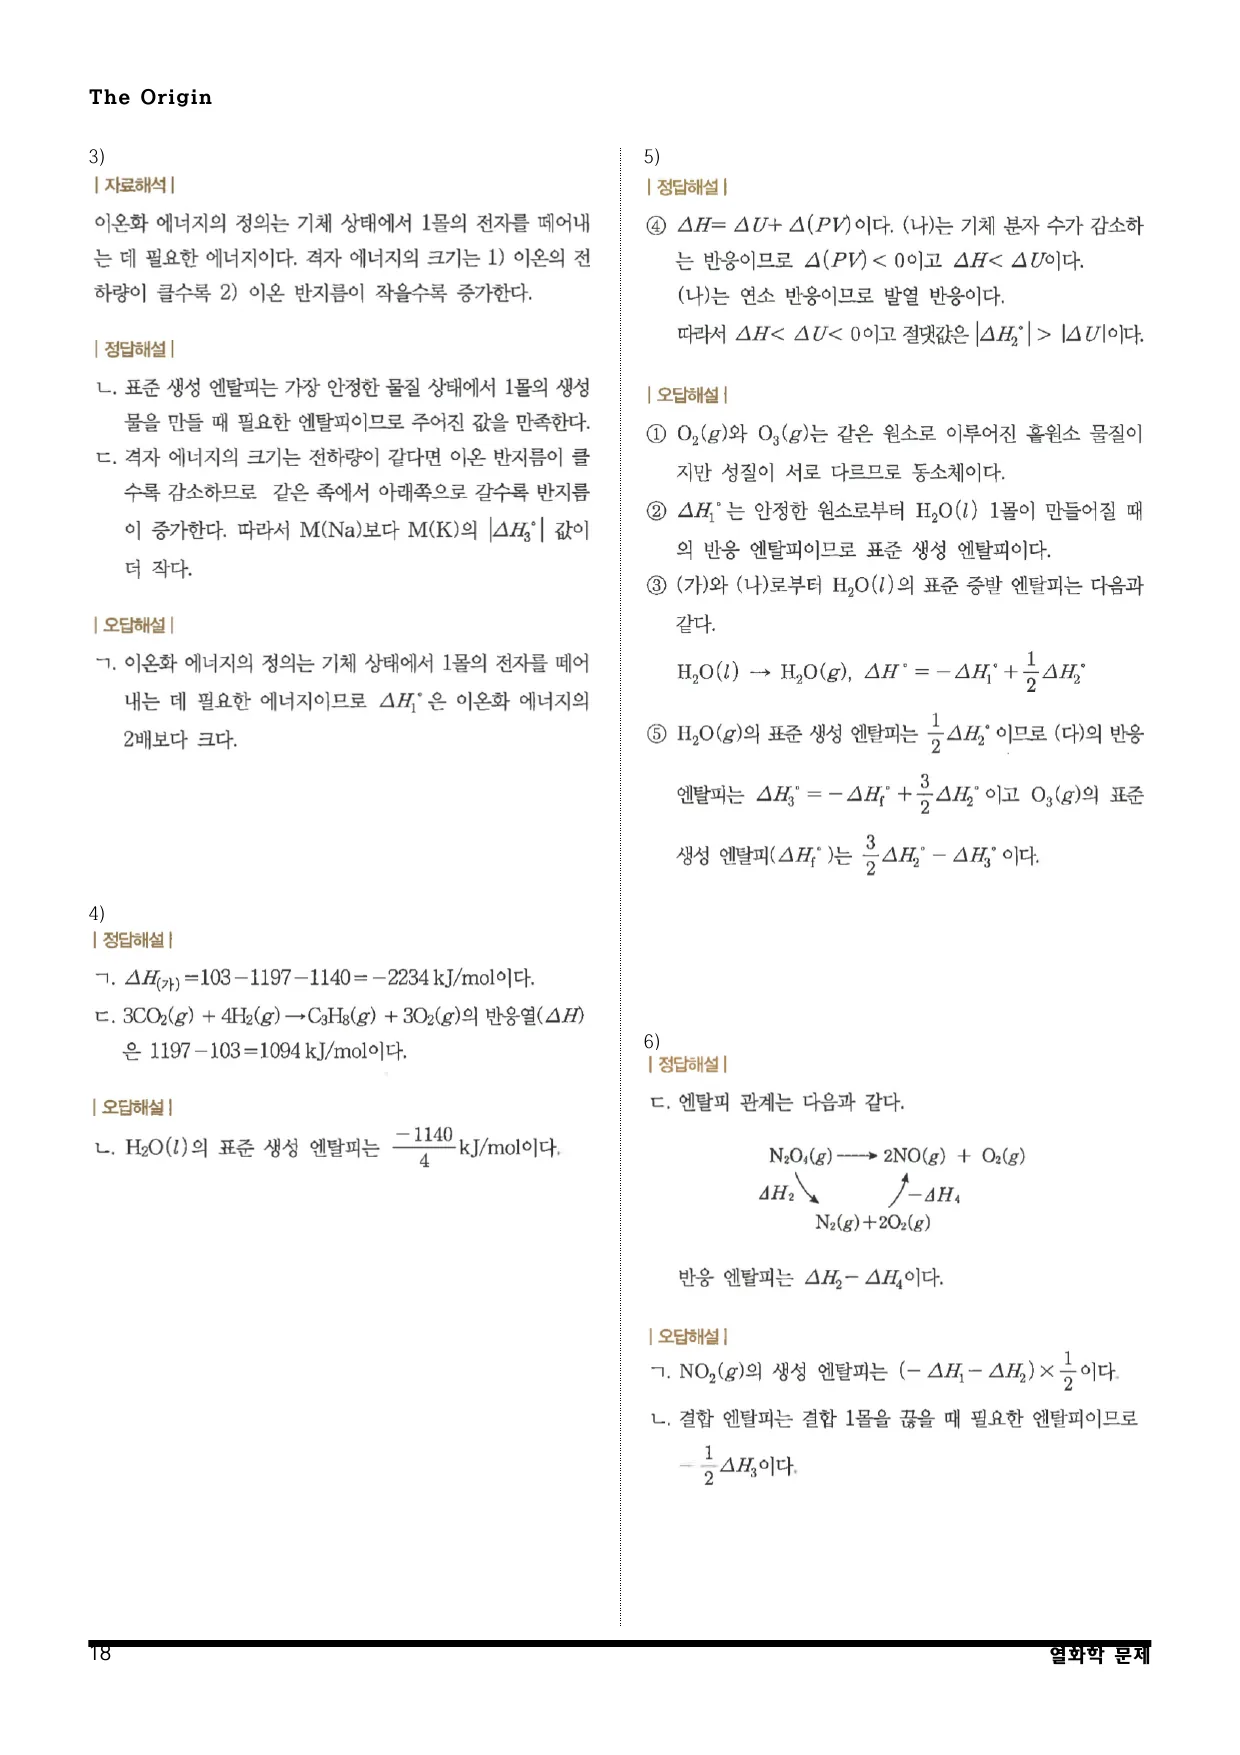 The Origin
3)
| 자료해석 |
이온화 에너지의 정의는 기체 상태에서 1몰의 전자를 떼어내
는 데 필요한 에너지이다. 격자 에너지의 크기는 1) 이온의 전
하량이 클수록 2) 이온 반지름이 작을수록 증가한다.
| 정답해설 |
ㄴ. 표준 생성 엔탈피는 가장 안정한 물질 상태에서 1몰의 생성
물을 만들 때 필요한 엔탈피이므로 주어진 값을 만족한다.
ㄷ. 격자 에너지의 크기는 전하량이 같다면 이온 반지름이 클
수록 감소하므로 같은 족에서 아래쪽으로 갈수록 반지름
이 증가한다. 따라서 M(Na)보다 M(K)의 |ΔH₃°| 값이
더 작다.
| 오답해설 |
ㄱ. 이온화 에너지의 정의는 기체 상태에서 1몰의 전자를 떼어
내는 데 필요한 에너지이므로 ΔH₁°은 이온화 에너지의
2배보다 크다.
4)
| 정답해설 |
ㄱ. ΔH₍가₎=103−1197−1140=−2234 kJ/mol이다.
ㄷ. 3CO₂(g) + 4H₂(g) → C₃H₈(g) + 3O₂(g)의 반응열(ΔH)
은 1197−103=1094 kJ/mol이다.
| 오답해설 |
ㄴ. H₂O(l)의 표준 생성 엔탈피는 −1140/4 kJ/mol이다.
5)
| 정답해설 |
④ ΔH= ΔU+ Δ(PV)이다. (나)는 기체 분자 수가 감소하
는 반응이므로 Δ(PV) < 0이고 ΔH< ΔU이다.
(나)는 연소 반응이므로 발열 반응이다.
따라서 ΔH< ΔU< 0이고 절댓값은 |ΔH₂°| > |ΔU|이다.
| 오답해설 |
① O₂(g)와 O₃(g)는 같은 원소로 이루어진 홑원소 물질이
지만 성질이 서로 다르므로 동소체이다.
② ΔH₁°는 안정한 원소로부터 H₂O(l) 1몰이 만들어질 때
의 반응 엔탈피이므로 표준 생성 엔탈피이다.
③ (가)와 (나)로부터 H₂O(l)의 표준 증발 엔탈피는 다음과
같다.
H₂O(l) → H₂O(g), ΔH° = −ΔH₁° + 1/2 ΔH₂°
⑤ H₂O(g)의 표준 생성 엔탈피는 1/2 ΔH₂°이므로 (다)의 반응
엔탈피는 ΔH₃° = −ΔH_f° + 3/2 ΔH₂°이고 O₃(g)의 표준
생성 엔탈피(ΔH_f°)는 3/2 ΔH₂° − ΔH₃°이다.
6)
| 정답해설 |
ㄷ. 엔탈피 관계는 다음과 같다.
N₂O₄(g) → 2NO(g) + O₂(g)
ΔH₂ −ΔH₄
N₂(g)+2O₂(g)
반응 엔탈피는 ΔH₂− ΔH₄이다.
| 오답해설 |
ㄱ. NO₂(g)의 생성 엔탈피는 (− ΔH₁− ΔH₂)× 1/2 이다.
ㄴ. 결합 엔탈피는 결합 1몰을 끊을 때 필요한 엔탈피이므로
− 1/2 ΔH₃이다.
18
열화학 문제